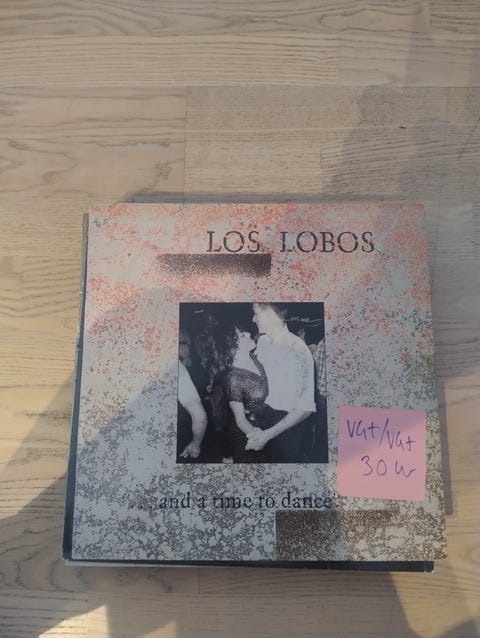 LOS LOBOS
....and a time to dance
VG+/VG+
30 kr